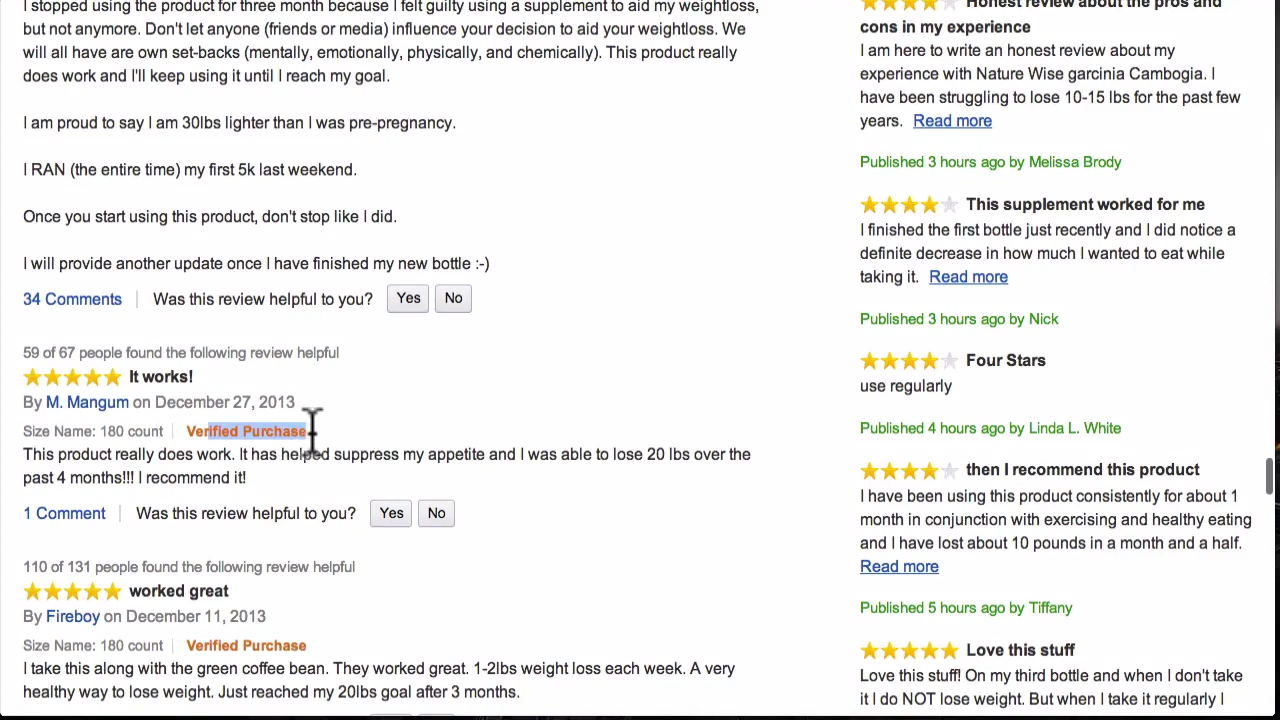 I stopped using the product for three month because I felt guilty using a supplement to aid my weightloss,
but not anymore. Don't let anyone (friends or media) influence your decision to aid your weightloss. We
will all have are own set-backs (mentally, emotionally, physically, and chemically). This product really
does work and I'll keep using it until I reach my goal.
I am proud to say I am 30lbs lighter than I was pre-pregnancy.
I RAN (the entire time) my first 5k last weekend.
Once you start using this product, don't stop like I did.
I will provide another update once I have finished my new bottle :-)
34 Comments | Was this review helpful to you? Yes No
59 of 67 people found the following review helpful
It works!
By M. Mangum on December 27, 2013
Size Name: 180 count | Verified Purchase
This product really does work. It has helped suppress my appetite and I was able to lose 20 lbs over the
past 4 months!!! I recommend it!
1 Comment | Was this review helpful to you? Yes No
110 of 131 people found the following review helpful
worked great
By Fireboy on December 11, 2013
Size Name: 180 count | Verified Purchase
I take this along with the green coffee bean. They worked great. 1-2lbs weight loss each week. A very
healthy way to lose weight. Just reached my 20lbs goal after 3 months.
Honest review about the pros and
cons in my experience
I am here to write an honest review about my
experience with Nature Wise garcinia Cambogia. I
have been struggling to lose 10-15 lbs for the past few
years. Read more
Published 3 hours ago by Melissa Brody
This supplement worked for me
I finished the first bottle just recently and I did notice a
definite decrease in how much I wanted to eat while
taking it. Read more
Published 3 hours ago by Nick
Four Stars
use regularly
Published 4 hours ago by Linda L. White
then I recommend this product
I have been using this product consistently for about 1
month in conjunction with exercising and healthy eating
and I have lost about 10 pounds in a month and a half.
Read more
Published 5 hours ago by Tiffany
Love this stuff
Love this stuff! On my third bottle and when I don't take
it I do NOT lose weight. But when I take it regularly I